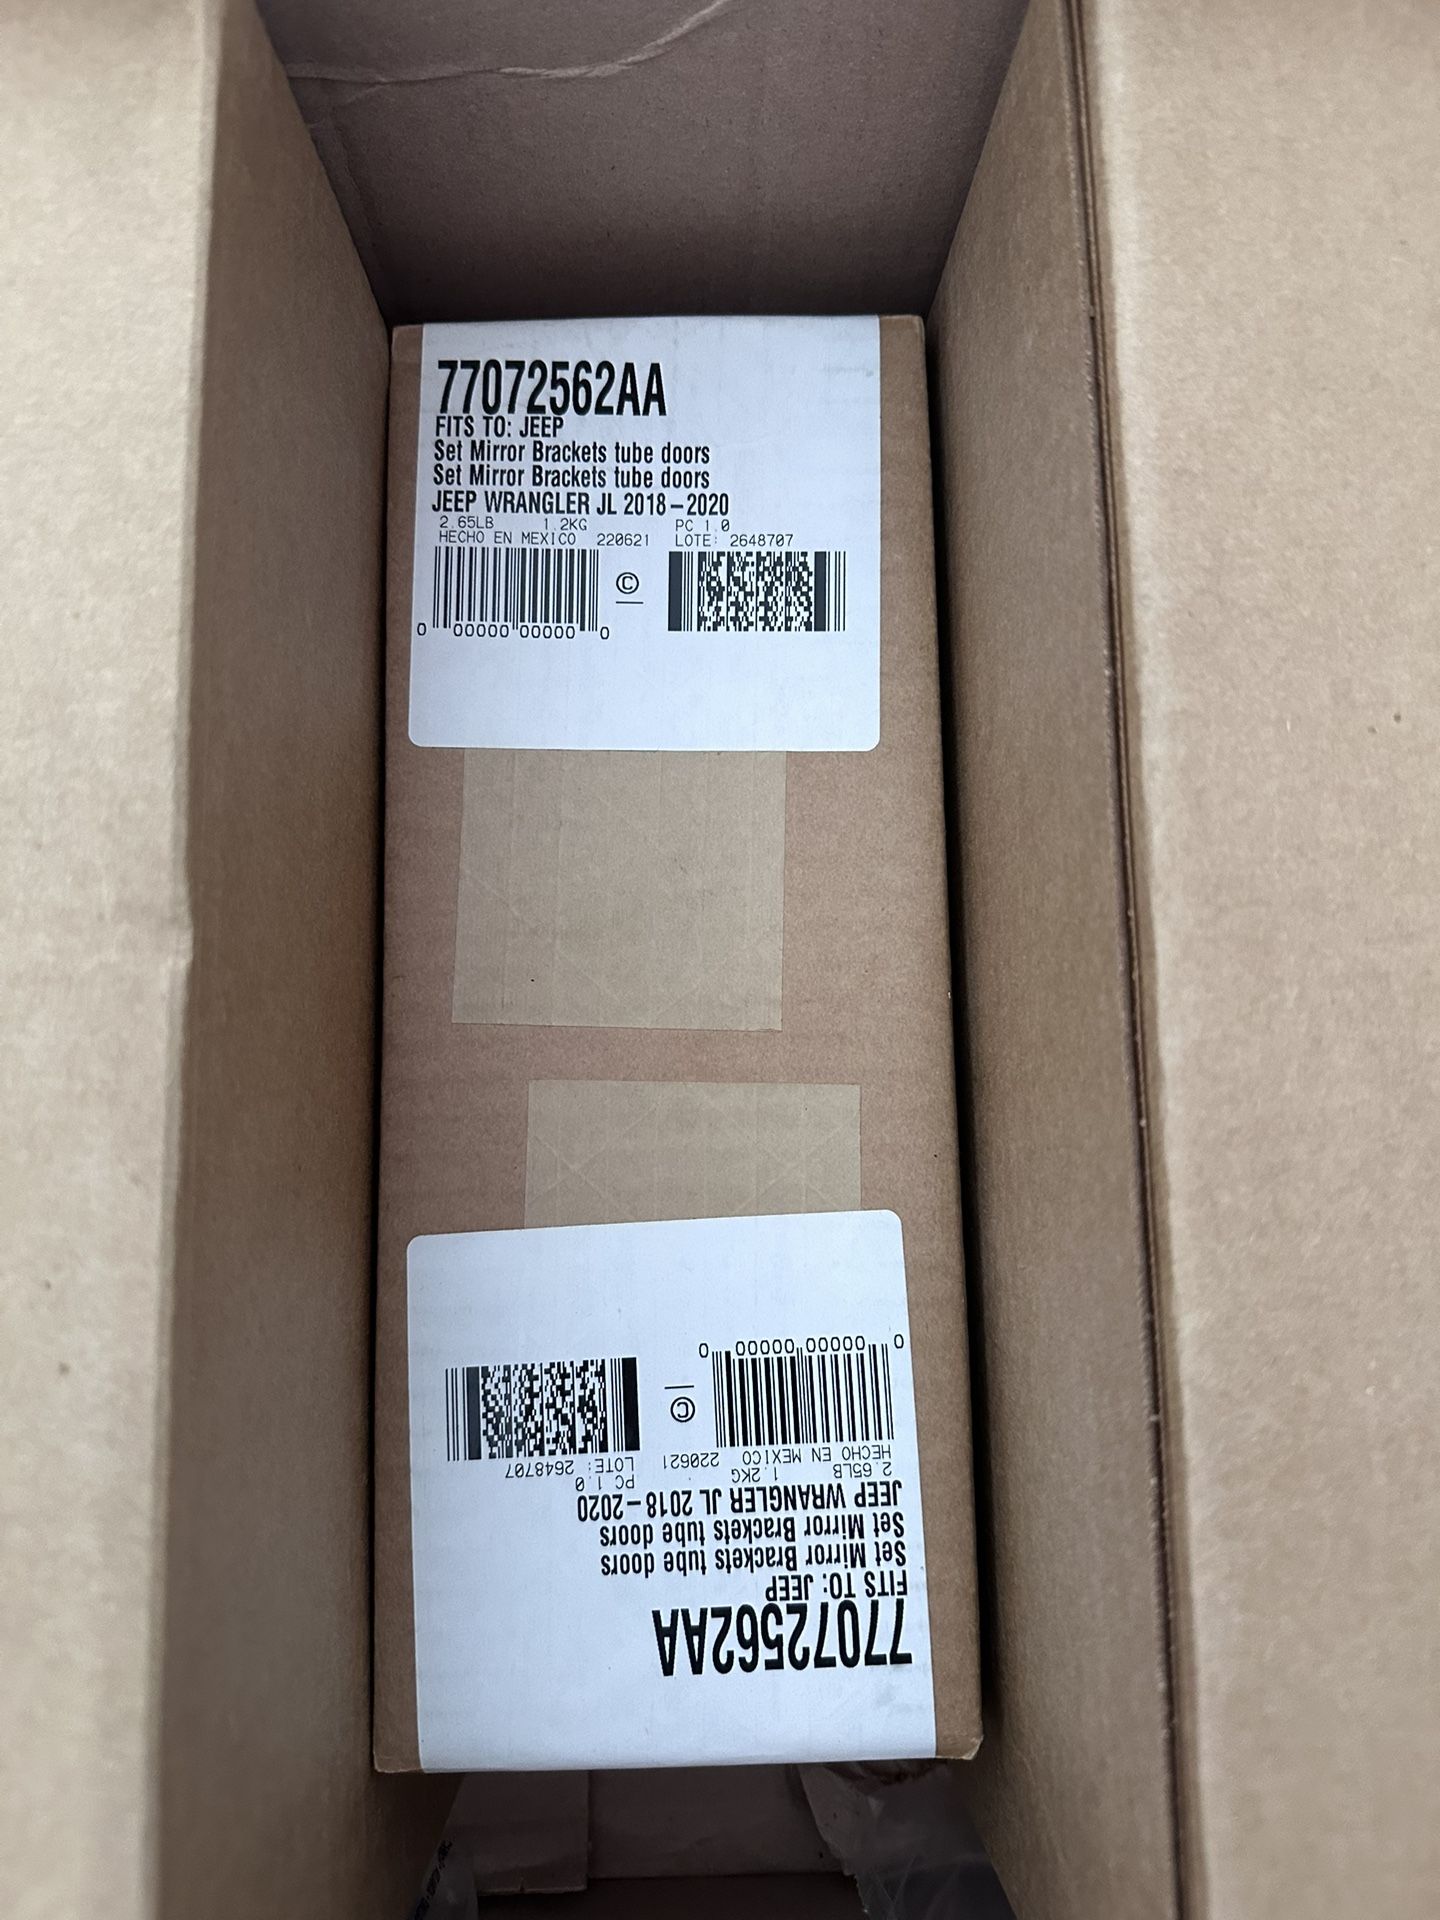 77072562AA
FITS TO: JEEP
Set Mirror Brackets tube doors
Set Mirror Brackets tube doors
JEEP WRANGLER JL 2018-2020
2.65LB 1.2KG PC 1.0
HECHO EN MEXICO 220621 LOTE: 2648707
©
0 00000 00000 0
77072562AA
FITS TO: JEEP
Set Mirror Brackets tube doors
Set Mirror Brackets tube doors
JEEP WRANGLER JL 2018-2020
2.65LB 1.2KG PC 1.0
HECHO EN MEXICO 220621 LOTE: 2648707
©
0 00000 00000 0